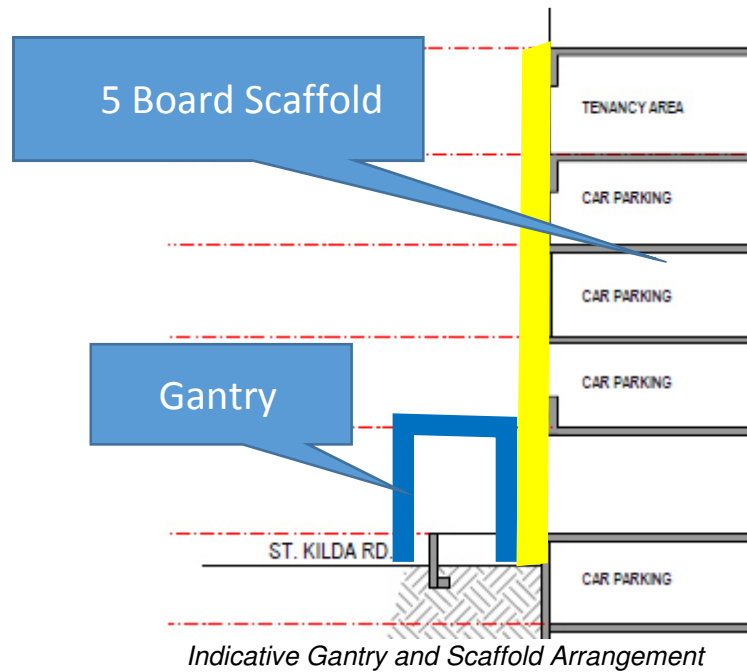 5 Board Scaffold
TENANCY AREA
CAR PARKING
CAR PARKING
CAR PARKING
Gantry
ST. KILDA RD.
CAR PARKING
Indicative Gantry and Scaffold Arrangement